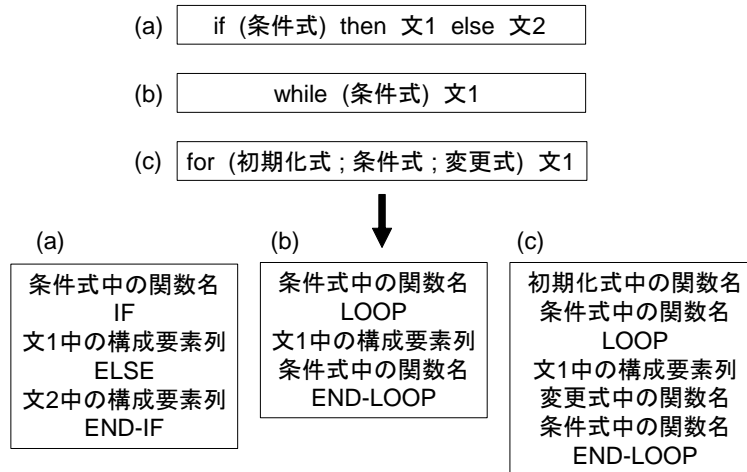 (a) if (条件式) then 文1 else 文2
(b) while (条件式) 文1
(c) for (初期化式 ; 条件式 ; 変更式) 文1
(a)
条件式中の関数名
IF
文1中の構成要素列
ELSE
文2中の構成要素列
END-IF
(b)
条件式中の関数名
LOOP
文1中の構成要素列
条件式中の関数名
END-LOOP
(c)
初期化式中の関数名
条件式中の関数名
LOOP
文1中の構成要素列
変更式中の関数名
条件式中の関数名
END-LOOP